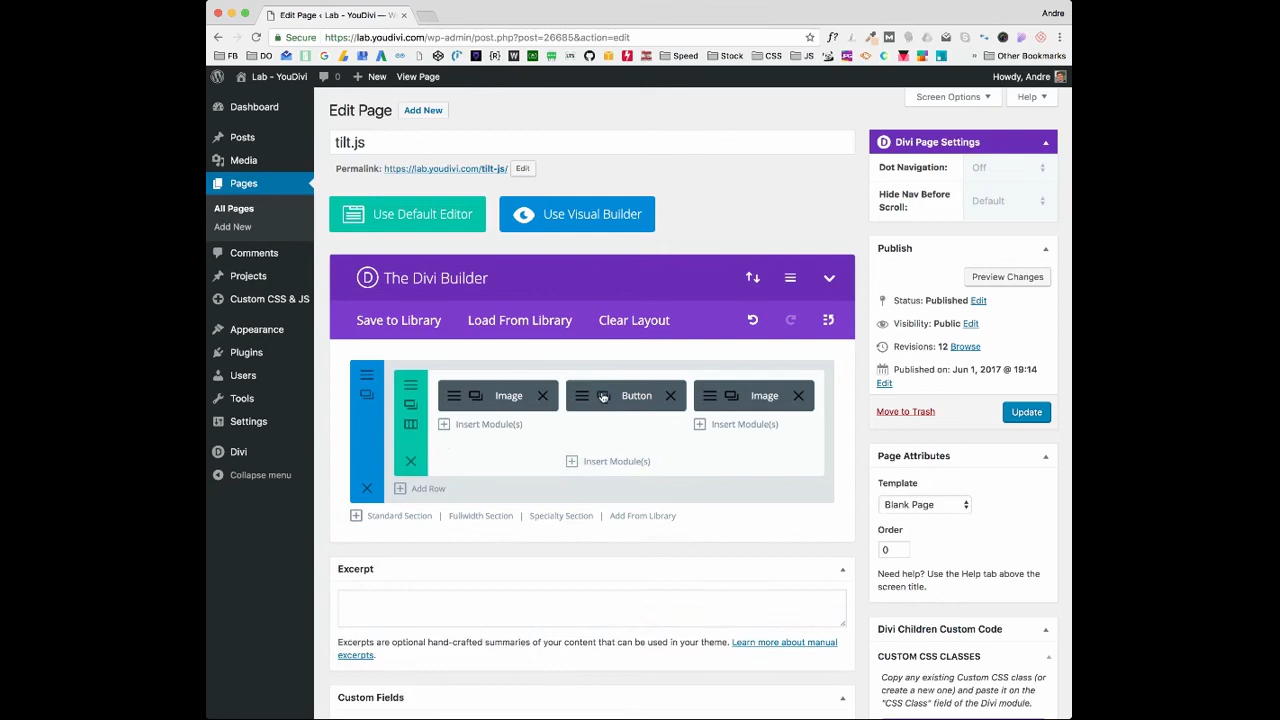 Edit Page ‹ Lab - YouDivi — W
Andre
Secure
https://lab.youdivi.com/wp-admin/post.php?post=26685&action=edit
FB
DO
Speed
Stock
CSS
JS
Other Bookmarks
Lab - YouDivi
0
New
View Page
Howdy, Andre
Screen Options
Help
Dashboard
Posts
Media
Pages
All Pages
Add New
Comments
Projects
Custom CSS & JS
Appearance
Plugins
Users
Tools
Settings
Divi
Collapse menu
Edit Page
Add New
tilt.js
Permalink: https://lab.youdivi.com/tilt-js/ Edit
Use Default Editor
Use Visual Builder
The Divi Builder
Save to Library
Load From Library
Clear Layout
Image
Button
Image
Insert Module(s)
Insert Module(s)
Insert Module(s)
Add Row
Standard Section | Fullwidth Section | Specialty Section | Add From Library
Excerpt
Excerpts are optional hand-crafted summaries of your content that can be used in your theme. Learn more about manual
excerpts.
Custom Fields
Divi Page Settings
Dot Navigation:
Off
Hide Nav Before
Scroll:
Default
Publish
Preview Changes
Status: Published Edit
Visibility: Public Edit
Revisions: 12 Browse
Published on: Jun 1, 2017 @ 19:14
Edit
Move to Trash
Update
Page Attributes
Template
Blank Page
Order
0
Need help? Use the Help tab above the
screen title.
Divi Children Custom Code
CUSTOM CSS CLASSES
Copy any existing Custom CSS class (or
create a new one) and paste it on the
"CSS Class" field of the Divi module.